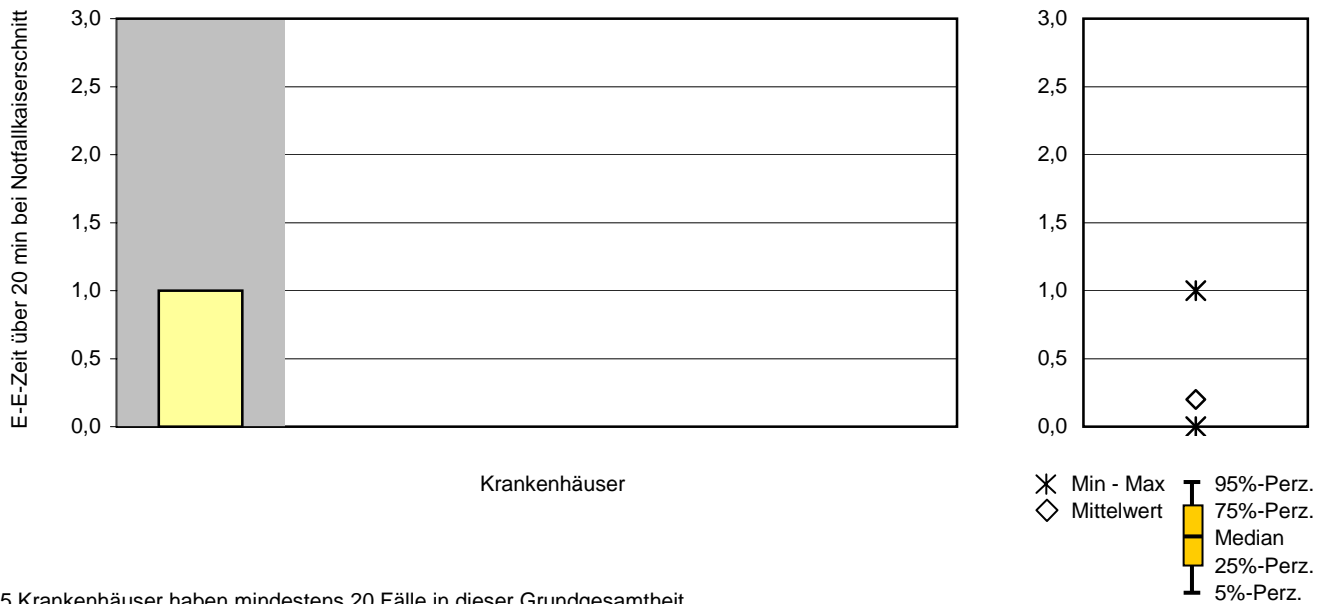 E-E-Zeit über 20 min bei Notfallkaiserschnitt
3,0
2,5
2,0
1,5
1,0
0,5
0,0
Krankenhäuser
3,0
2,5
2,0
1,5
1,0
0,5
0,0
Min - Max
Mittelwert
95%-Perz.
75%-Perz.
Median
25%-Perz.
5%-Perz.
5 Krankenhäuser haben mindestens 20 Fälle in dieser Grundgesamtheit